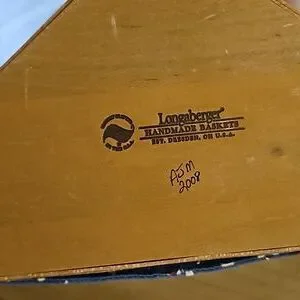 Longaberger®
HANDMADE BASKETS
EST. DRESDEN, OH U.S.A.
AJM
2008